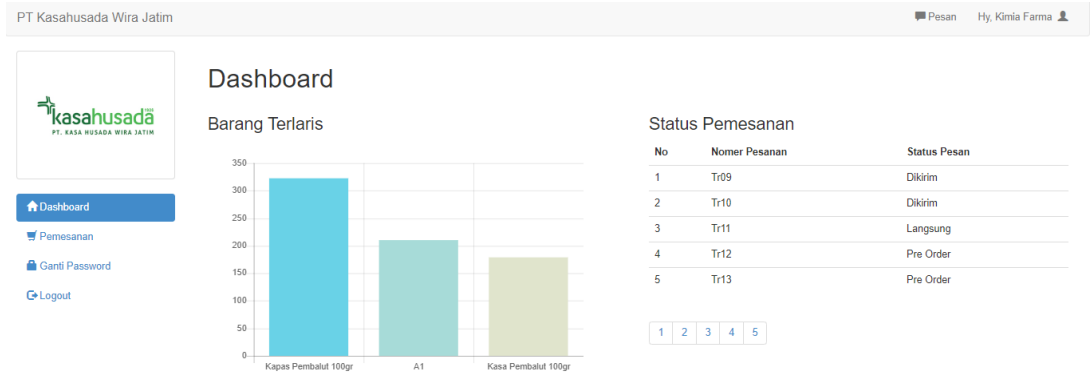 PT Kasahusada Wira Jatim
Pesan Hy, Kimia Farma
kasahusada
PT. KASA HUSADA WIRA JATIM
Dashboard
Pemesanan
Ganti Password
Logout
Dashboard
Barang Terlaris
350
300
250
200
150
100
50
0
Kapas Pembalut 100gr A1 Kasa Pembalut 100gr
Status Pemesanan
No Nomer Pesanan Status Pesan
1 Tr09 Dikirim
2 Tr10 Dikirim
3 Tr11 Langsung
4 Tr12 Pre Order
5 Tr13 Pre Order
1 2 3 4 5